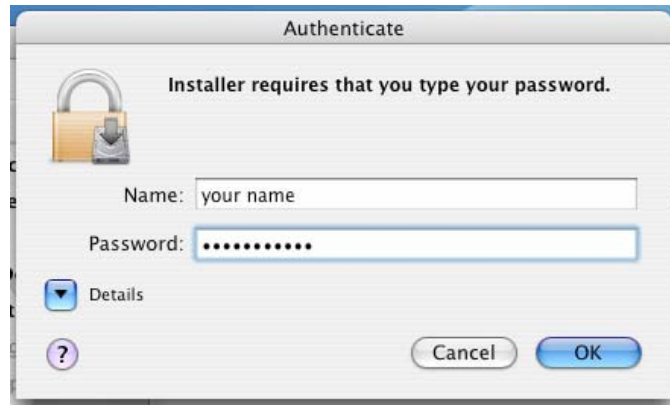 Authenticate
Installer requires that you type your password.
Name: your name
Password: •••••••••••
Details
?
Cancel OK